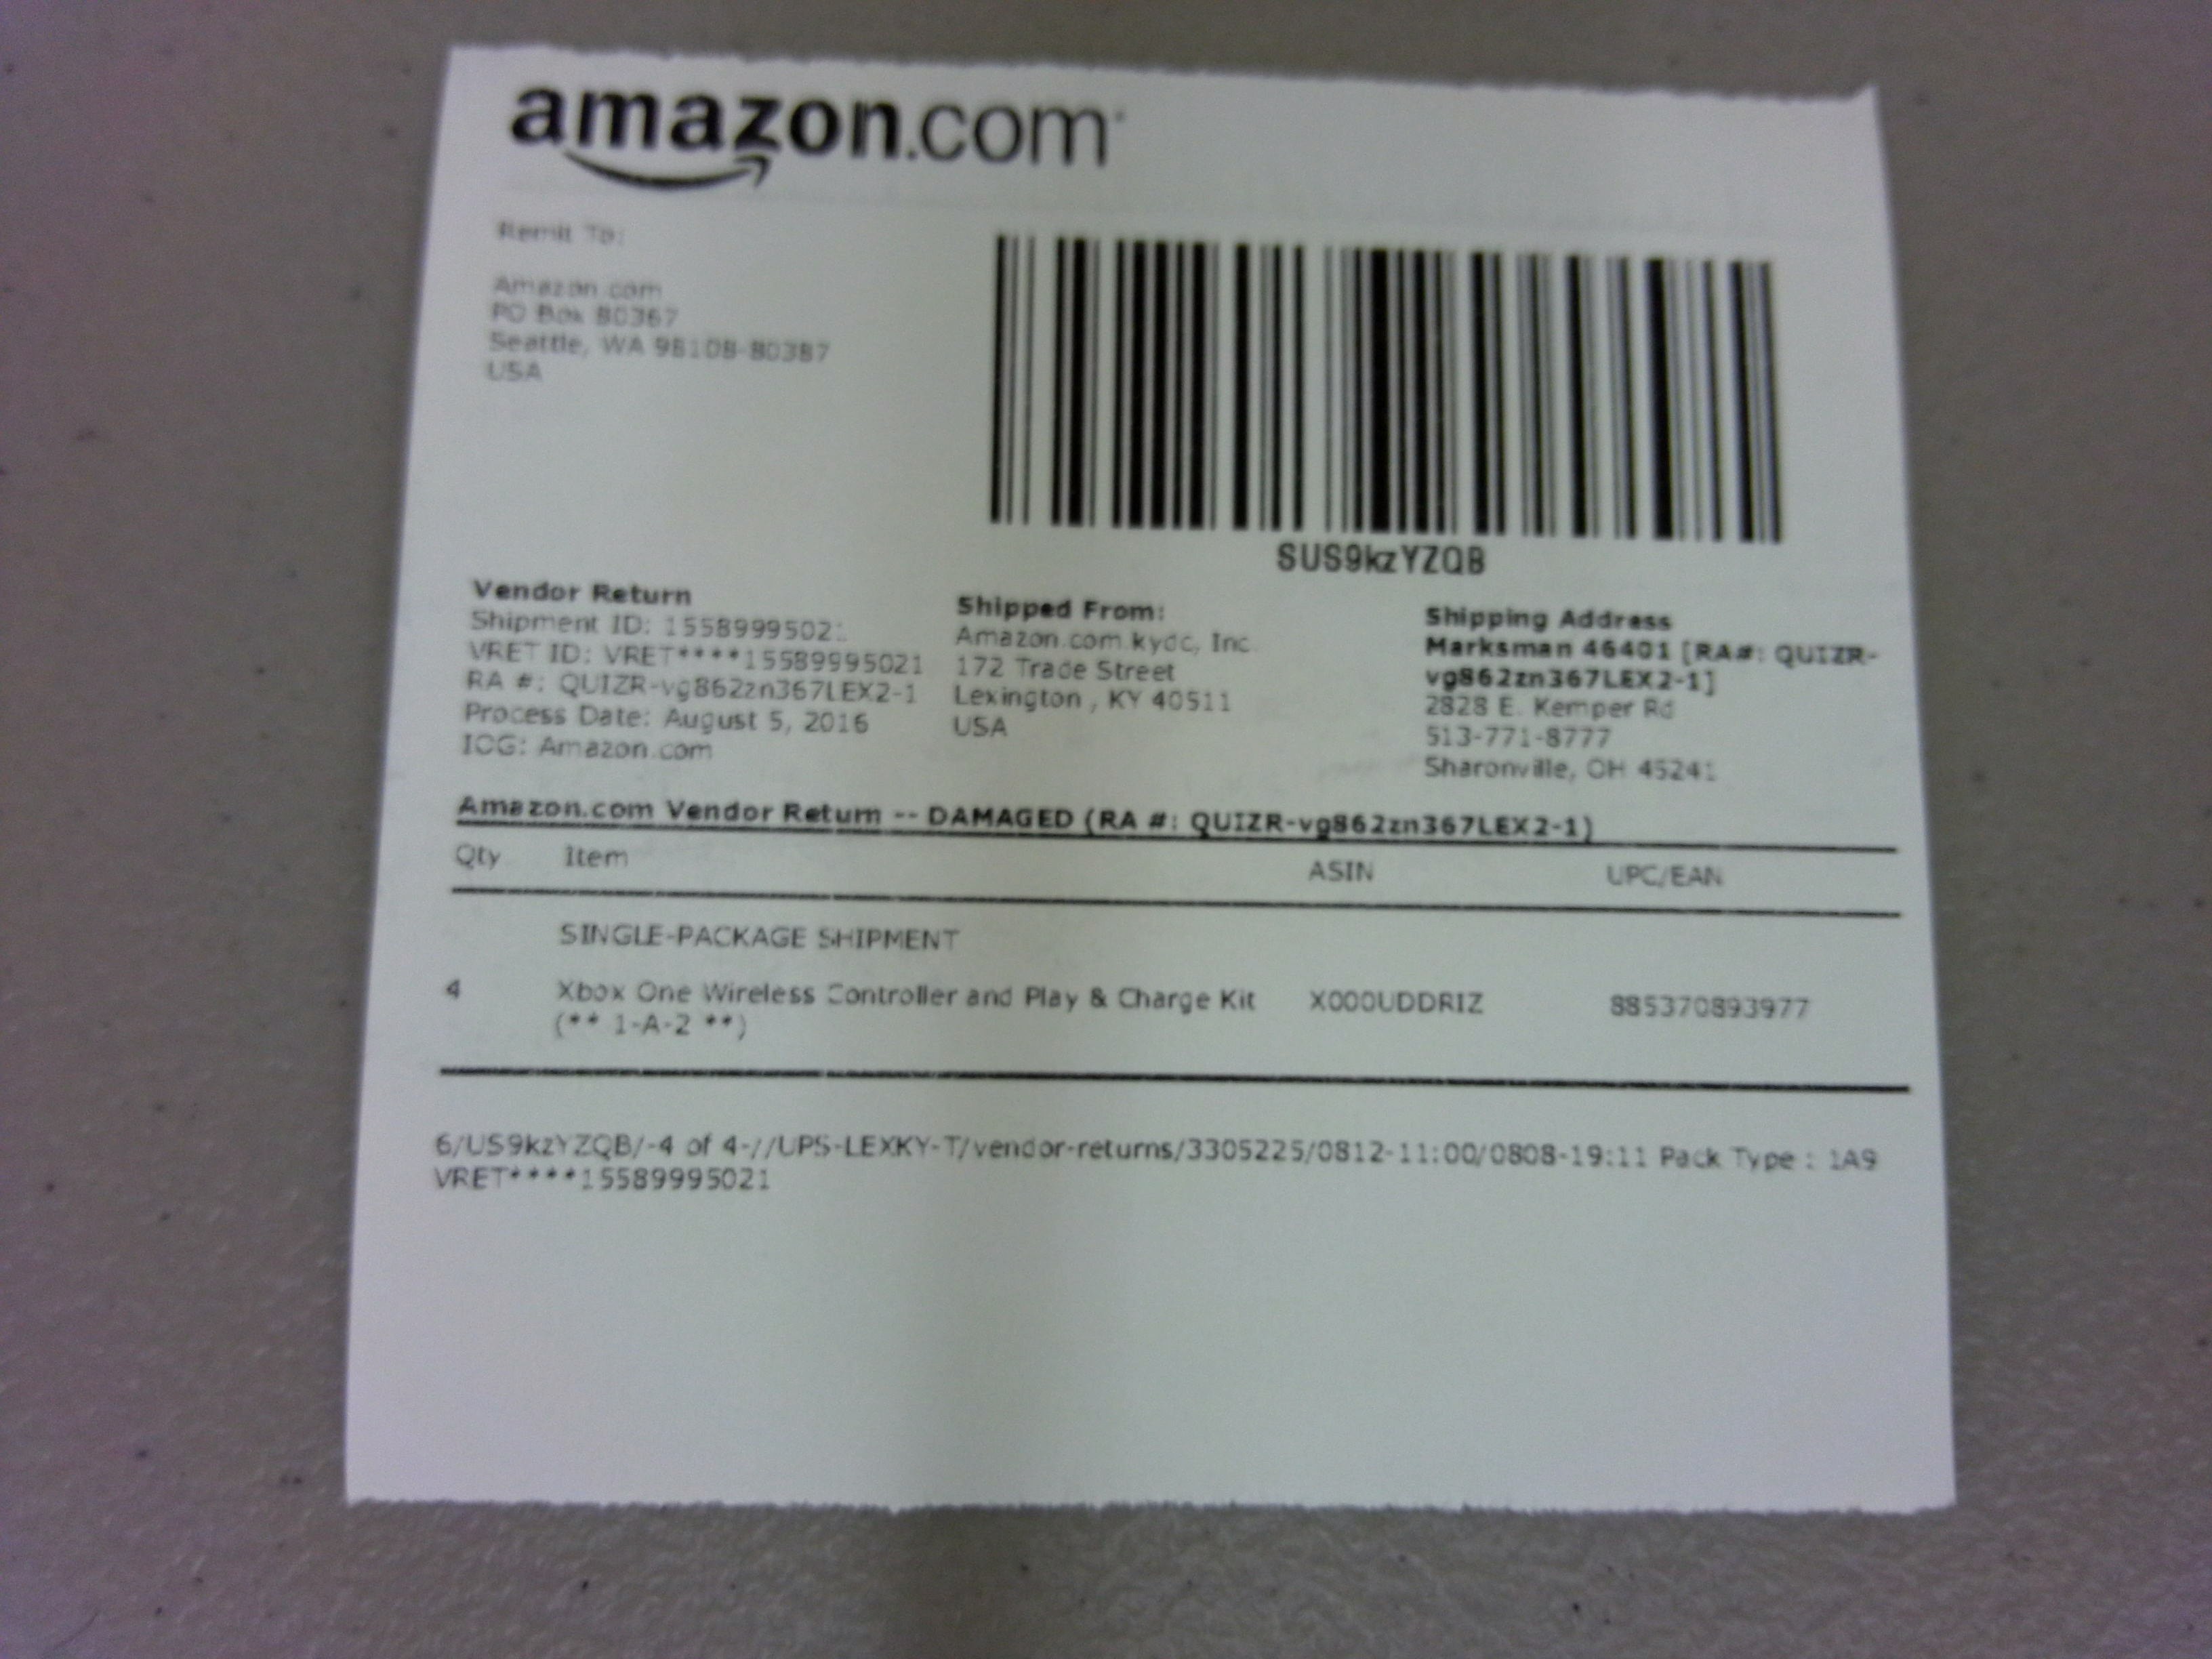 amazon.com
Remit To:
Amazon.com
PO Box 80387
Seattle, WA 98108-80387
USA
SUS9kzYZQB
Vendor Return
Shipment ID: 15589995021
VRET ID: VRET****15589995021
RA #: QUIZR-vg862zn367LEX2-1
Process Date: August 5, 2016
IOG: Amazon.com
Shipped From:
Amazon.com.kydc, Inc.
172 Trade Street
Lexington , KY 40511
USA
Shipping Address
Marksman 46401 [RA#: QUIZR-
vg862zn367LEX2-1]
2828 E. Kemper Rd
513-771-8777
Sharonville, OH 45241
Amazon.com Vendor Return -- DAMAGED (RA #: QUIZR-vg862zn367LEX2-1)
Qty Item ASIN UPC/EAN
SINGLE-PACKAGE SHIPMENT
4 Xbox One Wireless Controller and Play & Charge Kit X000UDDRIZ 885370893977
(** 1-A-2 **)
6/US9kzYZQB/-4 of 4-//UPS-LEXKY-T/vendor-returns/3305225/0812-11:00/0808-19:11 Pack Type : 1A9
VRET****15589995021